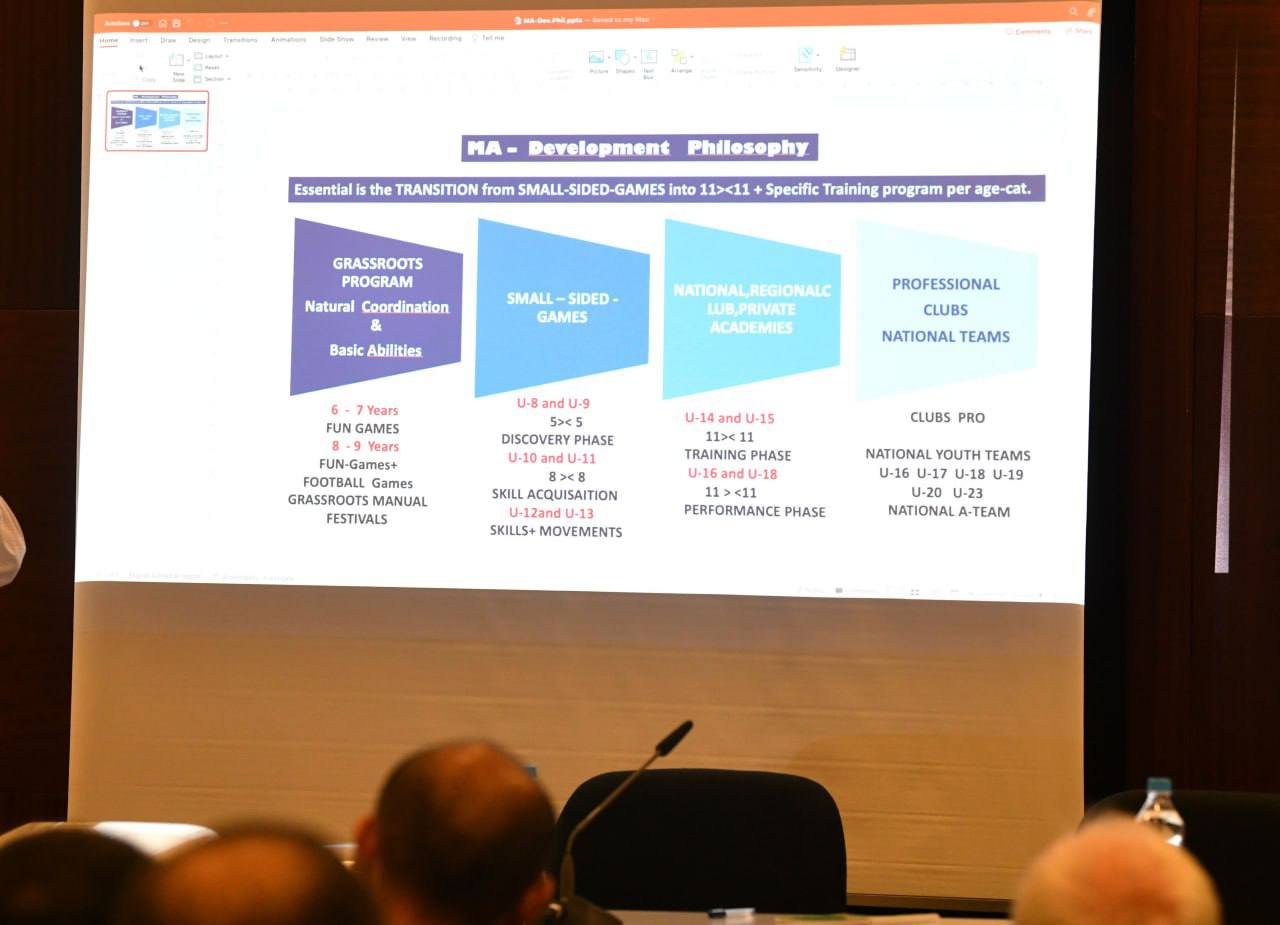 AutoSave
MA-Dev.Phil.pptx — Saved to my Mac
Home Insert Draw Design Transitions Animations Slide Show Review View Recording Tell me
Comments Share
Copy
New Slide
Layout
Reset
Section
Picture Shapes Text Box Arrange Sensitivity Designer
MA – Development Philosophy
Essential is the TRANSITION from SMALL-SIDED-GAMES into 11><11 + Specific Training program per age-cat.
GRASSROOTS
PROGRAM
Natural Coordination
&
Basic Abilities
6 - 7 Years
FUN GAMES
8 - 9 Years
FUN-Games+
FOOTBALL Games
GRASSROOTS MANUAL
FESTIVALS
SMALL – SIDED -
GAMES
U-8 and U-9
5>< 5
DISCOVERY PHASE
U-10 and U-11
8 >< 8
SKILL ACQUISAITION
U-12and U-13
SKILLS+ MOVEMENTS
NATIONAL,REGIONALC
LUB,PRIVATE
ACADEMIES
U-14 and U-15
11>< 11
TRAINING PHASE
U-16 and U-18
11 > <11
PERFORMANCE PHASE
PROFESSIONAL
CLUBS
NATIONAL TEAMS
CLUBS PRO
NATIONAL YOUTH TEAMS
U-16 U-17 U-18 U-19
U-20 U-23
NATIONAL A-TEAM